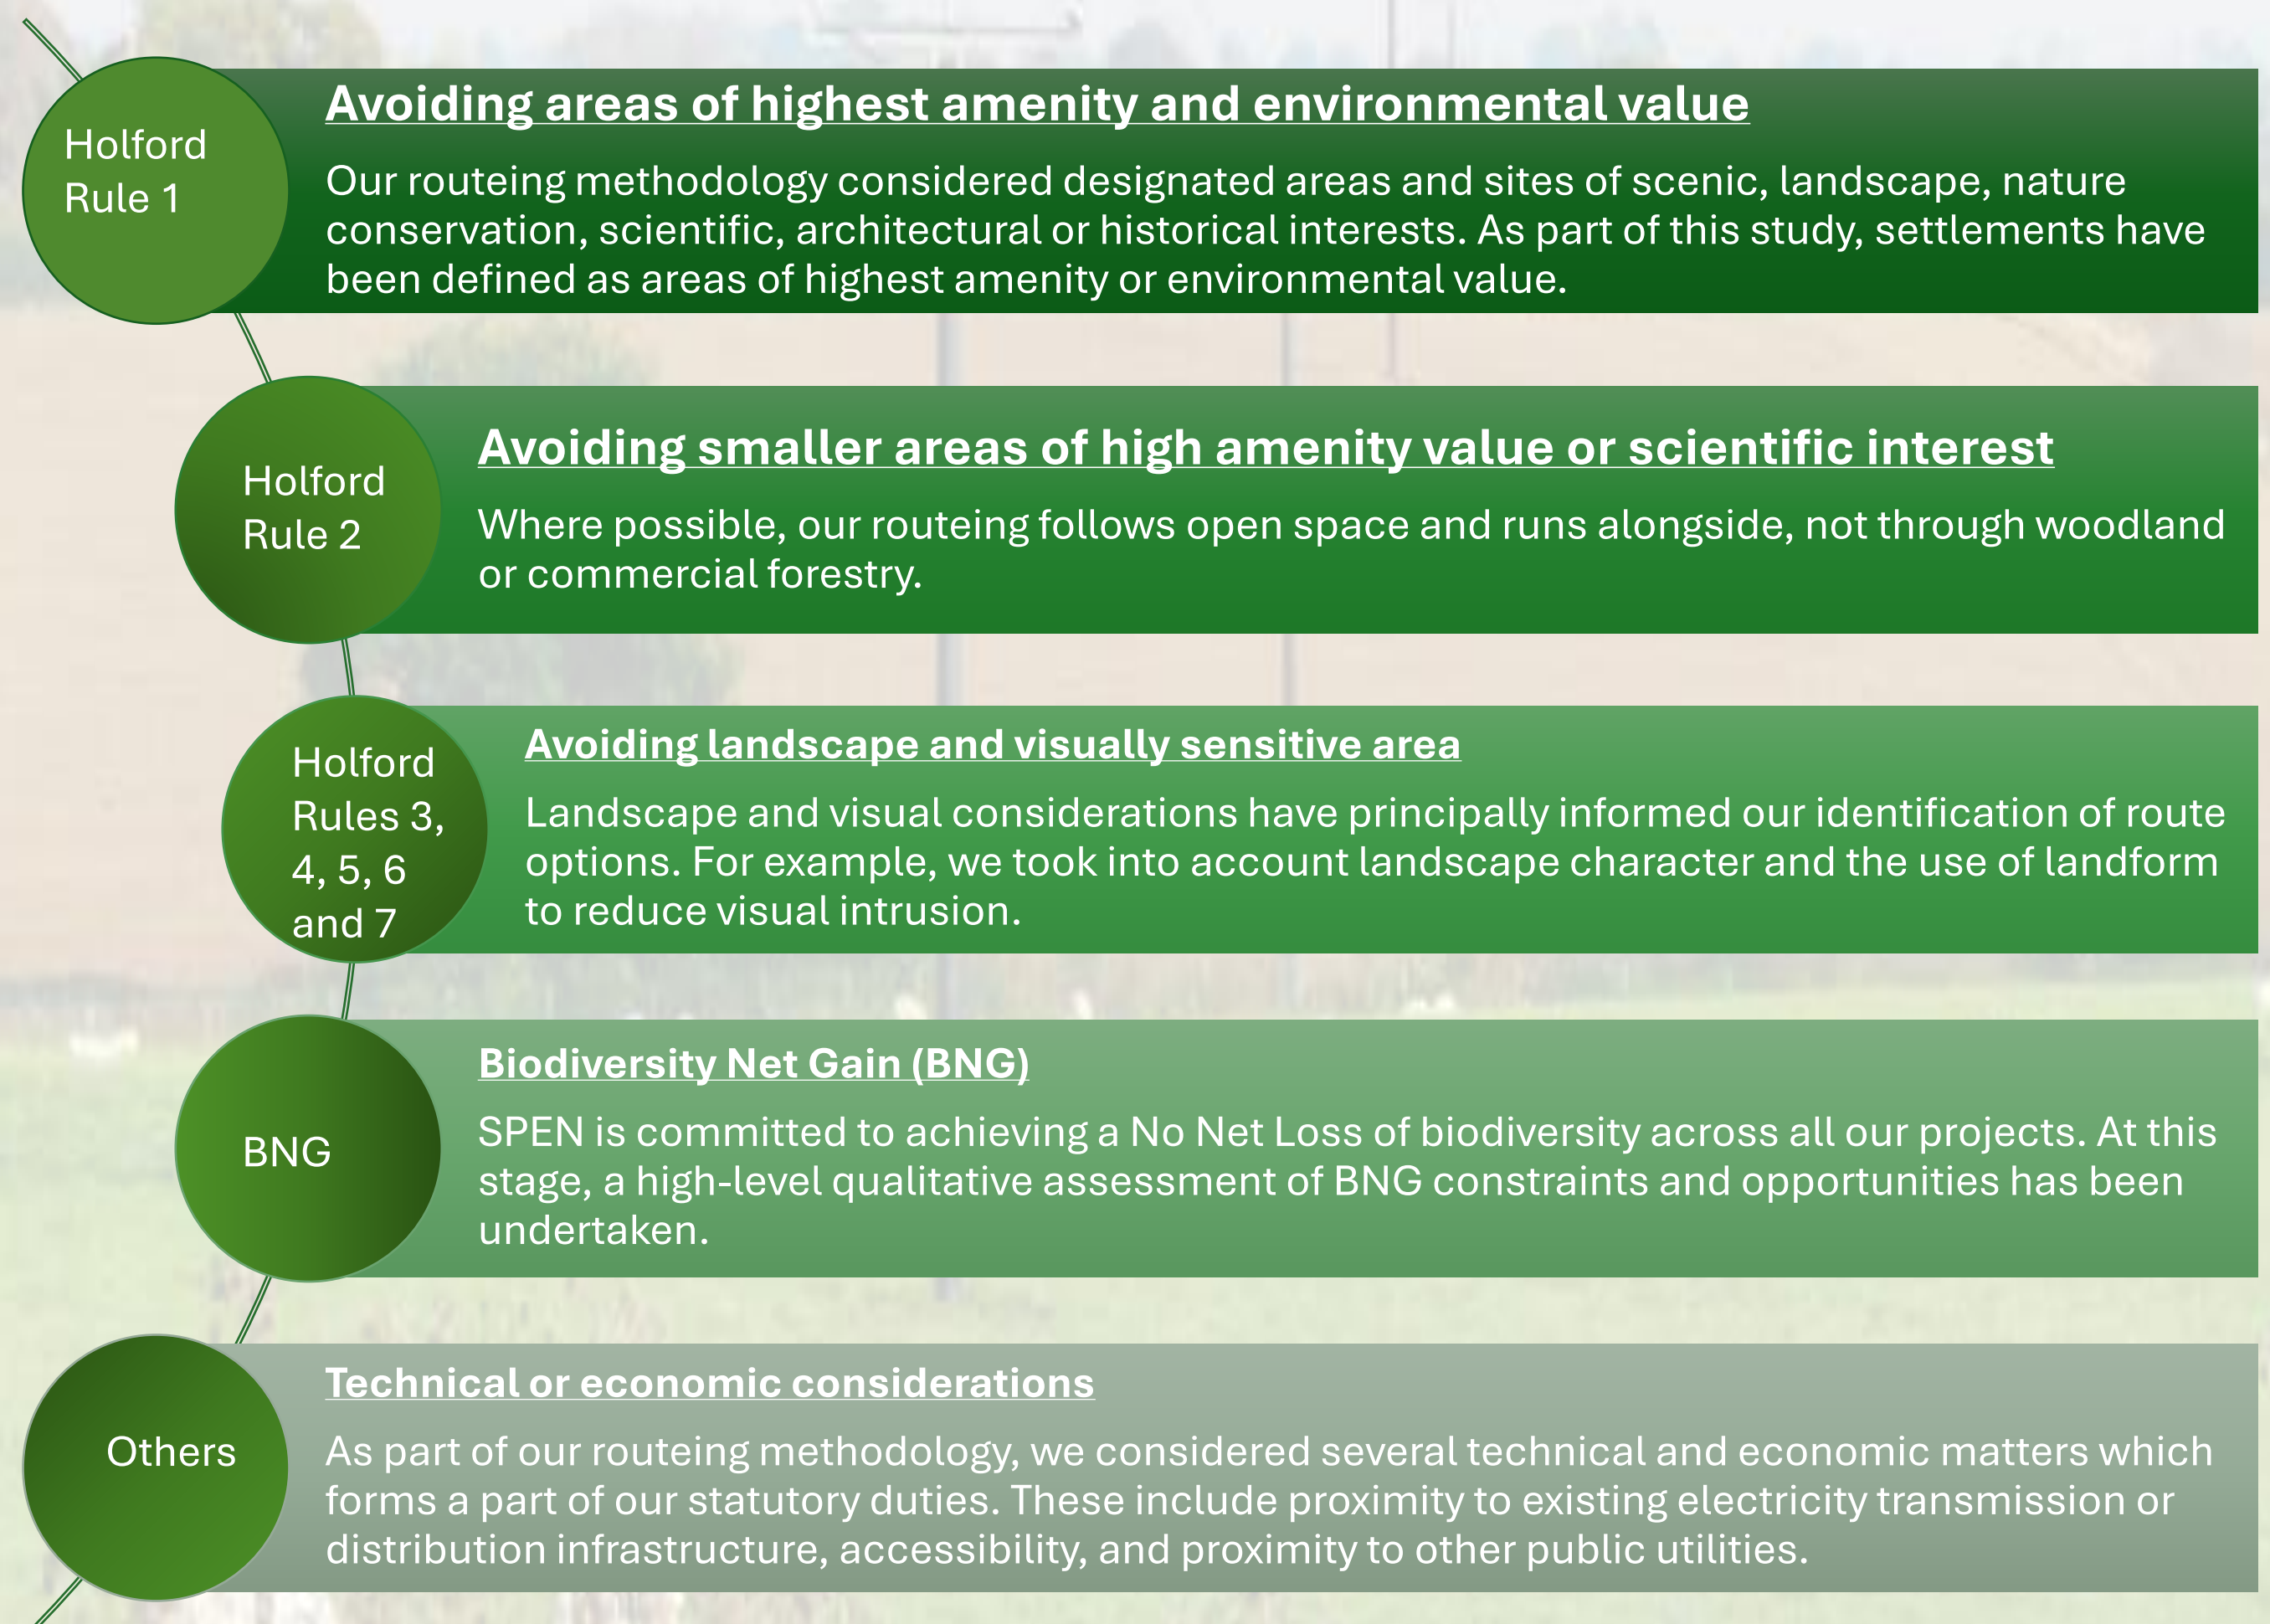 Holford
Rule 1
Avoiding areas of highest amenity and environmental value
Our routeing methodology considered designated areas and sites of scenic, landscape, nature
conservation, scientific, architectural or historical interests. As part of this study, settlements have
been defined as areas of highest amenity or environmental value.
Holford
Rule 2
Avoiding smaller areas of high amenity value or scientific interest
Where possible, our routeing follows open space and runs alongside, not through woodland
or commercial forestry.
Holford
Rules 3,
4, 5, 6
and 7
Avoiding landscape and visually sensitive area
Landscape and visual considerations have principally informed our identification of route
options. For example, we took into account landscape character and the use of landform
to reduce visual intrusion.
BNG
Biodiversity Net Gain (BNG)
SPEN is committed to achieving a No Net Loss of biodiversity across all our projects. At this
stage, a high-level qualitative assessment of BNG constraints and opportunities has been
undertaken.
Others
Technical or economic considerations
As part of our routeing methodology, we considered several technical and economic matters which
forms a part of our statutory duties. These include proximity to existing electricity transmission or
distribution infrastructure, accessibility, and proximity to other public utilities.